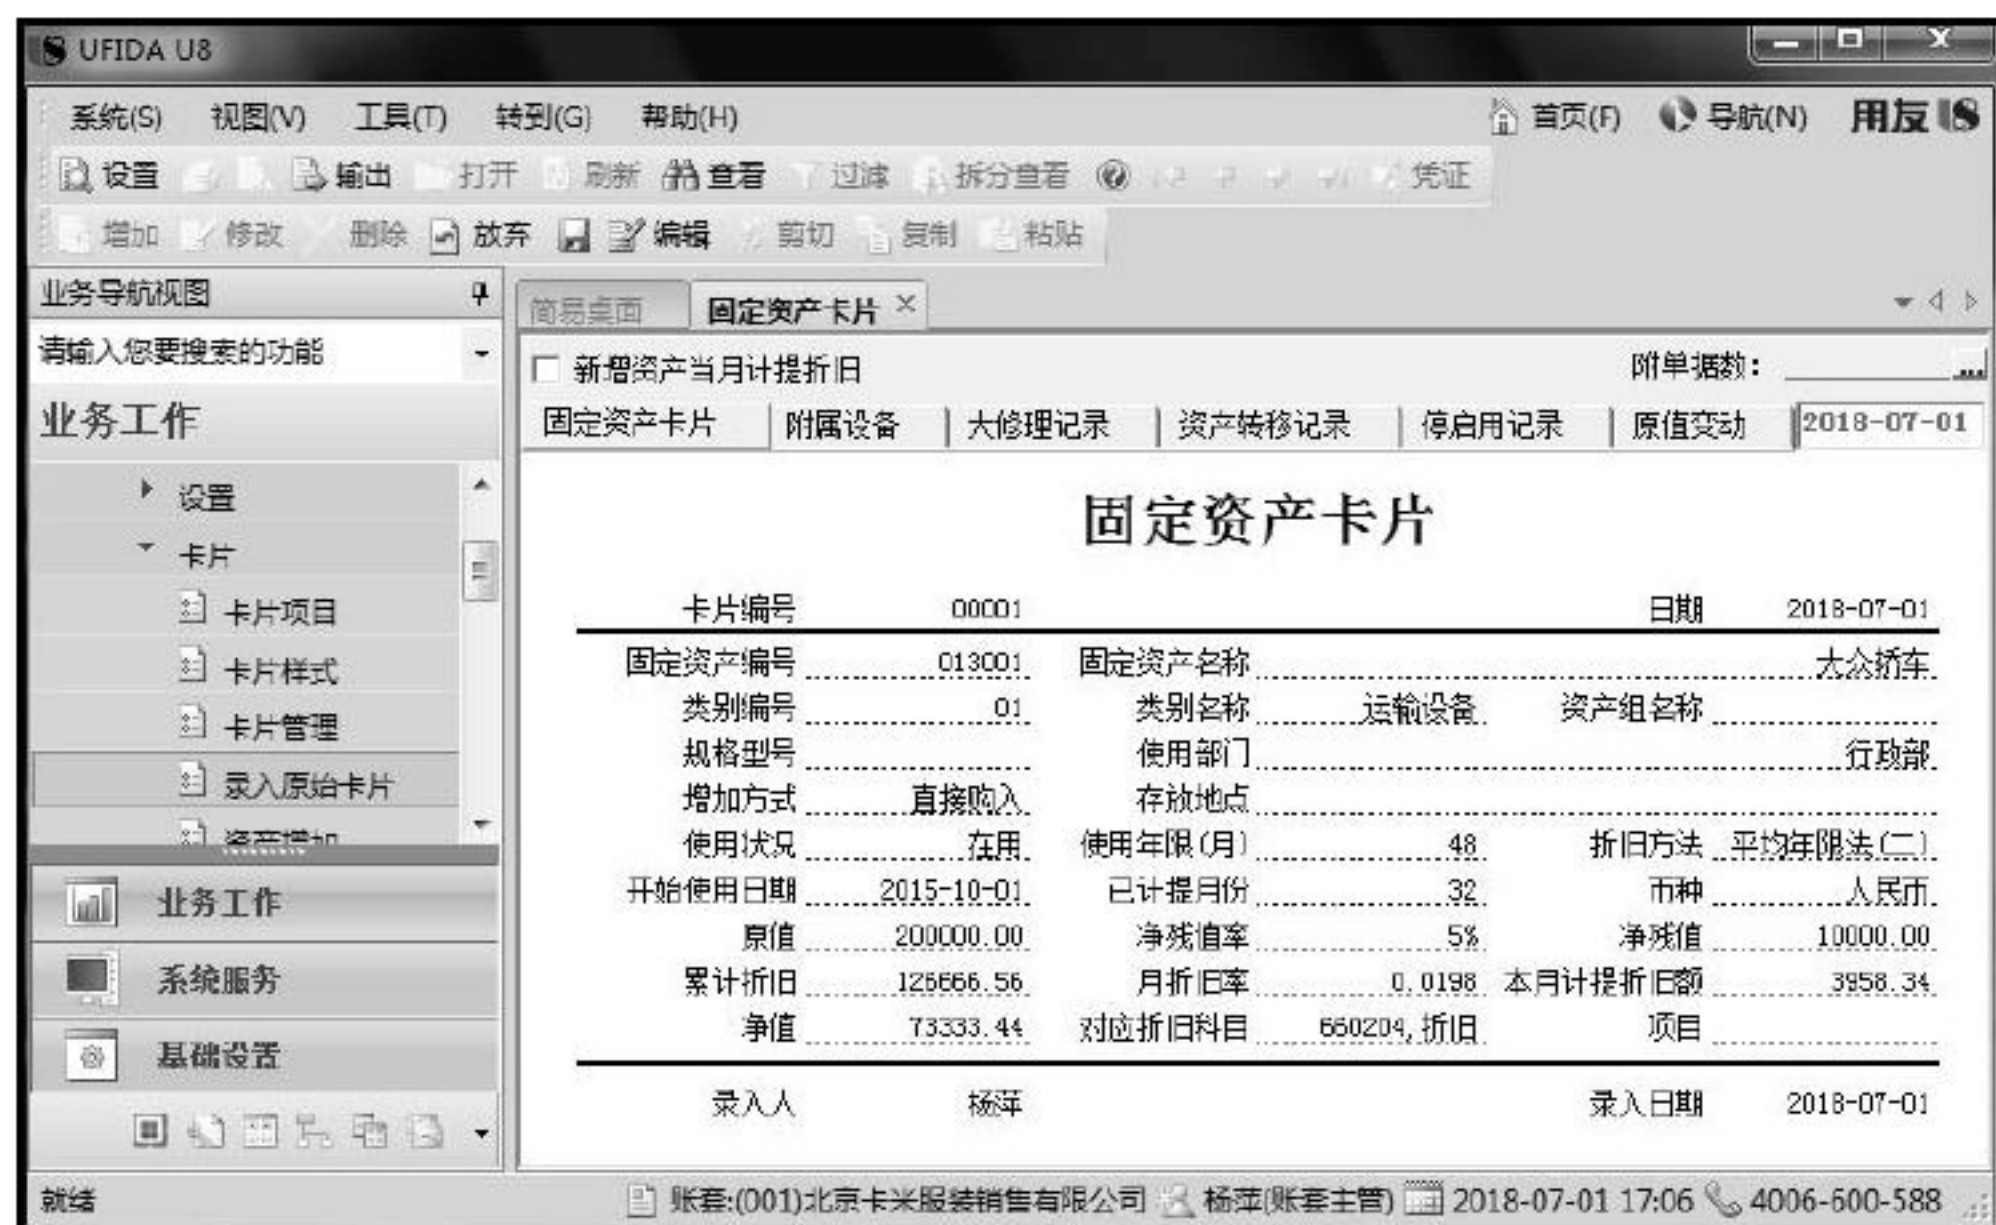 UFIDA U8
系统(S) 视图(V) 工具(T) 转到(G) 帮助(H) 首页(F) 导航(N) 用友
设置 输出 打开 刷新 查看 过滤 拆分查看 凭证
增加 修改 删除 放弃 编辑 剪切 复制 粘贴
业务导航视图
简易桌面 固定资产卡片
请输入您要搜索的功能
新增资产当月计提折旧 附单据数:
业务工作
固定资产卡片 附属设备 大修理记录 资产转移记录 停启用记录 原值变动 2018-07-01
设置
卡片
卡片项目
卡片样式
卡片管理
录入原始卡片
资产增加
业务工作
系统服务
基础设置
固定资产卡片
卡片编号 00001 日期 2018-07-01
固定资产编号 013001 固定资产名称 大众轿车
类别编号 01 类别名称 运输设备 资产组名称
规格型号 使用部门 行政部
增加方式 直接购入 存放地点
使用状况 在用 使用年限(月) 48 折旧方法 平均年限法(二)
开始使用日期 2015-10-01 已计提月份 32 币种 人民币
原值 200000.00 净残值率 5% 净残值 10000.00
累计折旧 126666.56 月折旧率 0.0198 本月计提折旧额 3958.34
净值 73333.44 对应折旧科目 660204,折旧 项目
录入人 杨萍 录入日期 2018-07-01
就绪 账套:(001)北京卡米服装销售有限公司 杨萍(账套主管) 2018-07-01 17:06 4006-600-588